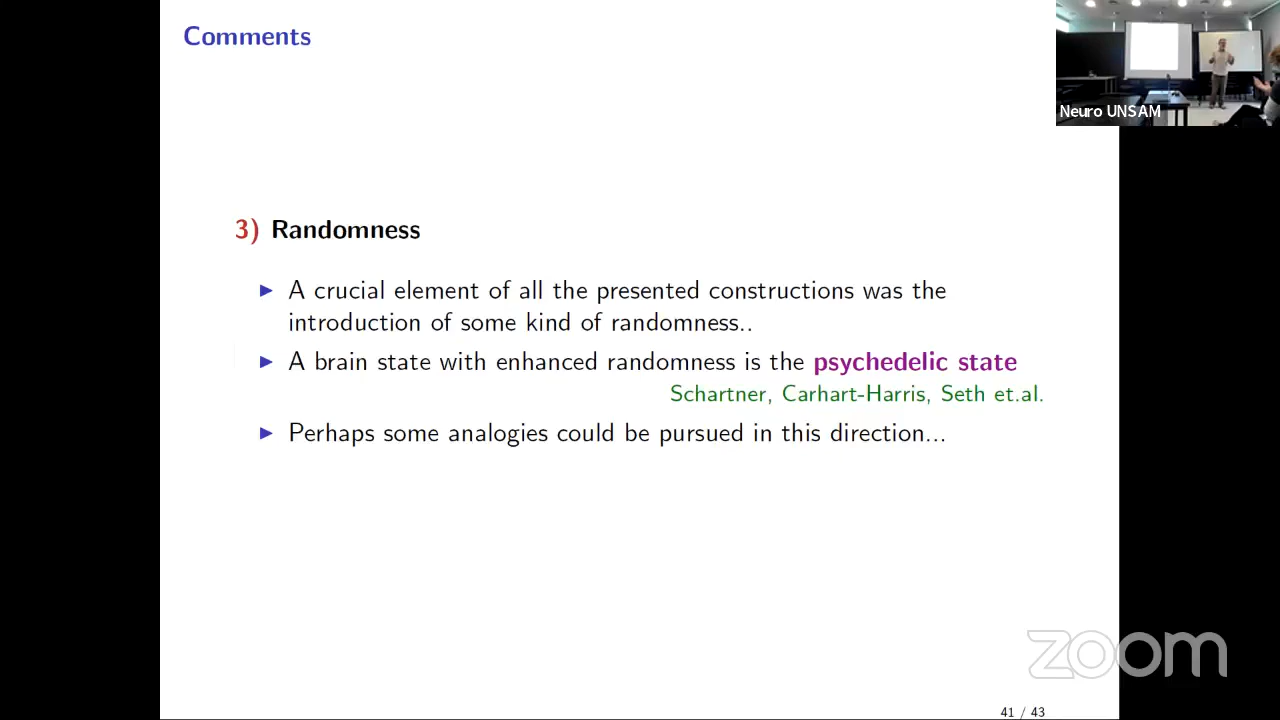 Comments
Neuro UNSAM
3) Randomness
▶ A crucial element of all the presented constructions was the
introduction of some kind of randomness..
▶ A brain state with enhanced randomness is the psychedelic state
Schartner, Carhart-Harris, Seth et.al.
▶ Perhaps some analogies could be pursued in this direction...
zoom
41 / 43